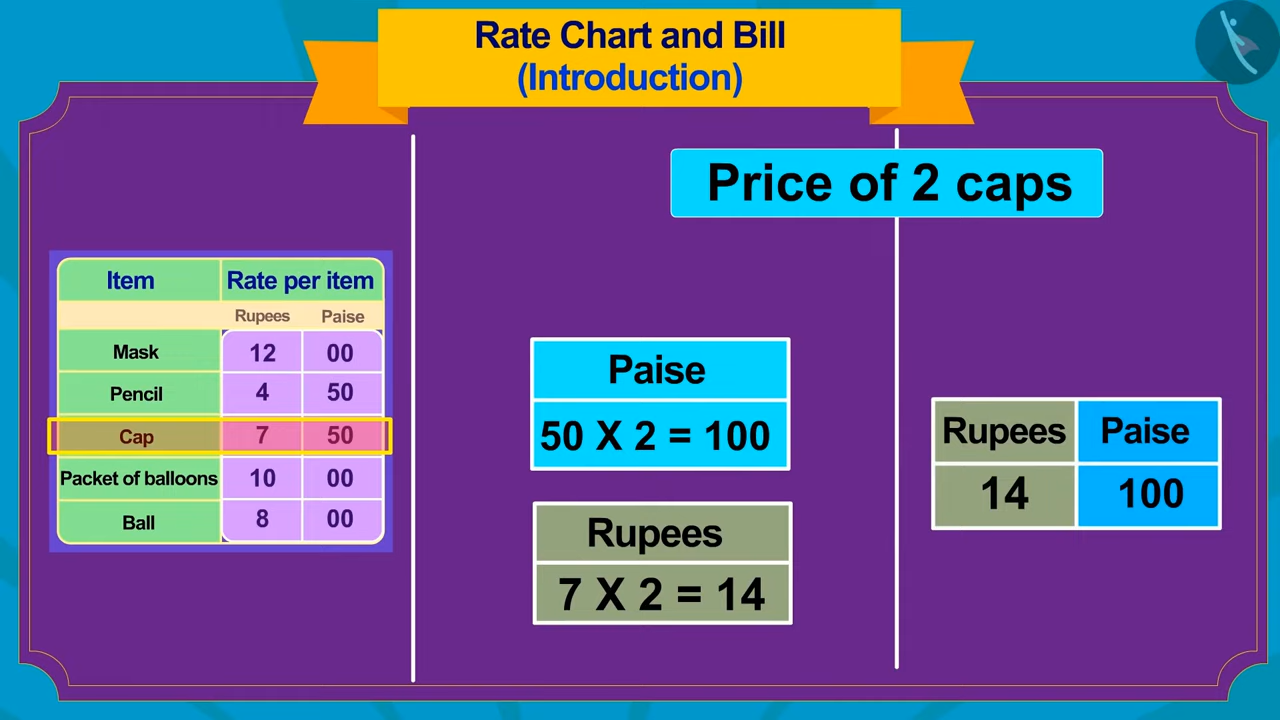 Rate Chart and Bill
(Introduction)
Price of 2 caps
Item Rate per item
Rupees Paise
Mask 12 00
Pencil 4 50
Cap 7 50
Packet of balloons 10 00
Ball 8 00
Paise
50 X 2 = 100
Rupees
7 X 2 = 14
Rupees Paise
14 100